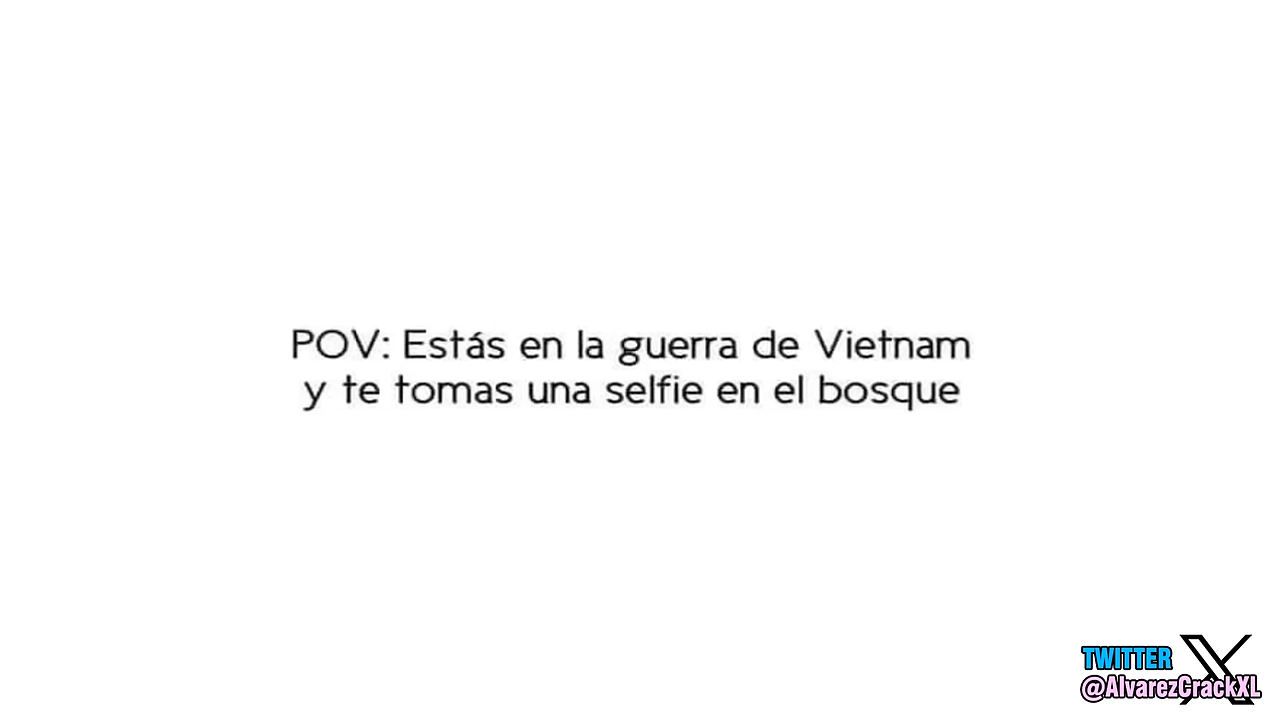 POV: Estás en la guerra de Vietnam
y te tomas una selfie en el bosque
TWITTER X
@AlvarezCrackXL